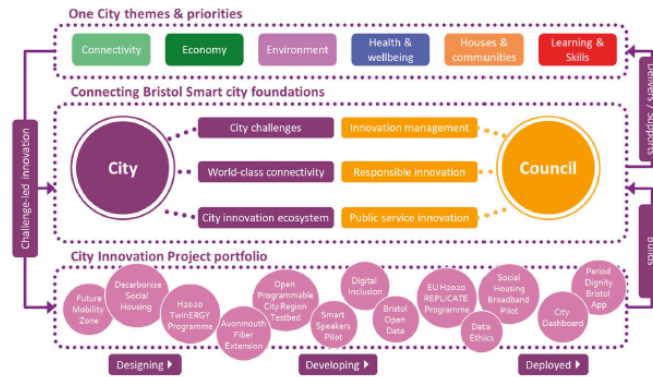 One City themes & priorities
Connectivity
Economy
Environment
Health &
wellbeing
Houses &
communities
Learning &
Skills
Connecting Bristol Smart city foundations
City
City challenges
World-class connectivity
City innovation ecosystem
Innovation management
Responsible innovation
Public service innovation
Council
Challenge-led innovation
Delivers / Supports
Builds
City Innovation Project portfolio
Future
Mobility
Zone
Decarbonise
Social
Housing
H2020
TwinERGY
Programme
Avonmouth
Fiber
Extension
Open
Programmable
City Region
Testbed
Smart
Speakers
Pilot
Digital
Inclusion
Bristol
Open
Data
EU H2020
REPLICATE
Programme
Data
Ethics
Social
Housing
Broadband
Pilot
City
Dashboard
Period
Dignity
Bristol
App
Designing
Developing
Deployed